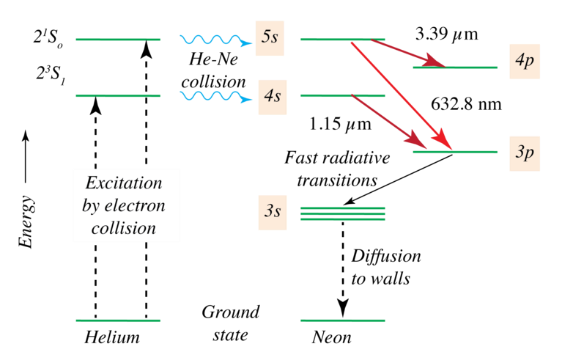 2¹Sₒ
5s
3.39 μm
4p
He-Ne
collision
2³S₁
4s
632.8 nm
1.15 μm
3p
Fast radiative
transitions
Excitation
by electron
collision
3s
Energy
Diffusion
to walls
Ground
state
Helium
Neon